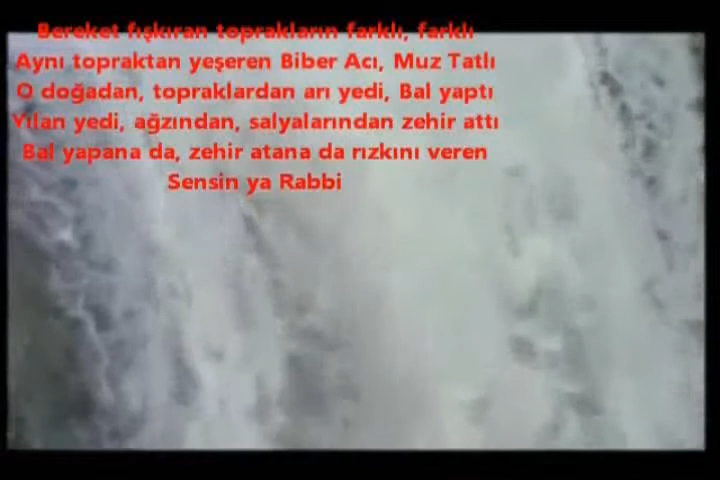 Bereket fışkıran toprakların farklı, farklı
Aynı topraktan yeşeren Biber Acı, Muz Tatlı
O doğadan, topraklardan arı yedi, Bal yaptı
Yılan yedi, ağzından, salyalarından zehir attı
Bal yapana da, zehir atana da rızkını veren
Sensin ya Rabbi